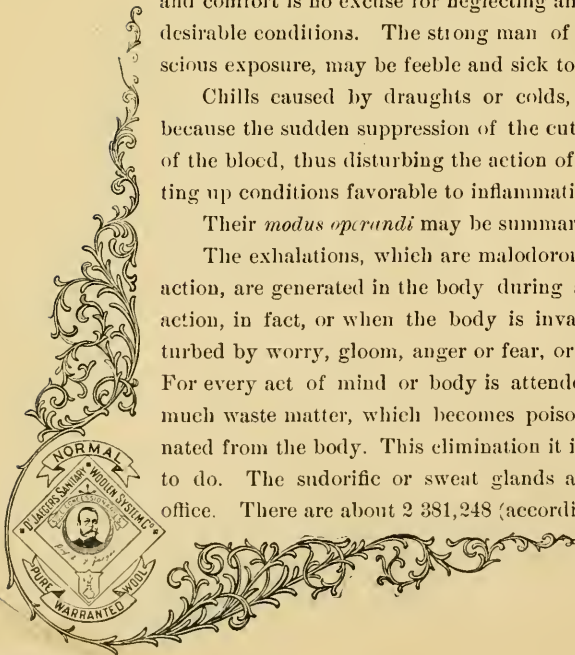 and comfort is no excuse for neglecting an
desirable conditions. The strong man of
scious exposure, may be feeble and sick to
Chills caused by draughts or colds,
because the sudden suppression of the cut
of the blood, thus disturbing the action of
ting up conditions favorable to inflammati
Their modus operandi may be summar
The exhalations, which are malodorou
action, are generated in the body during
action, in fact, or when the body is inva
turbed by worry, gloom, anger or fear, or
For every act of mind or body is attende
much waste matter, which becomes poiso
nated from the body. This elimination it i
to do. The sudorific or sweat glands a
office. There are about 2 381,248 (accordi
NORMAL
DR JAEGERS SANITARY WOOLEN SYSTEM Co
PURE WARRANTED WOOL